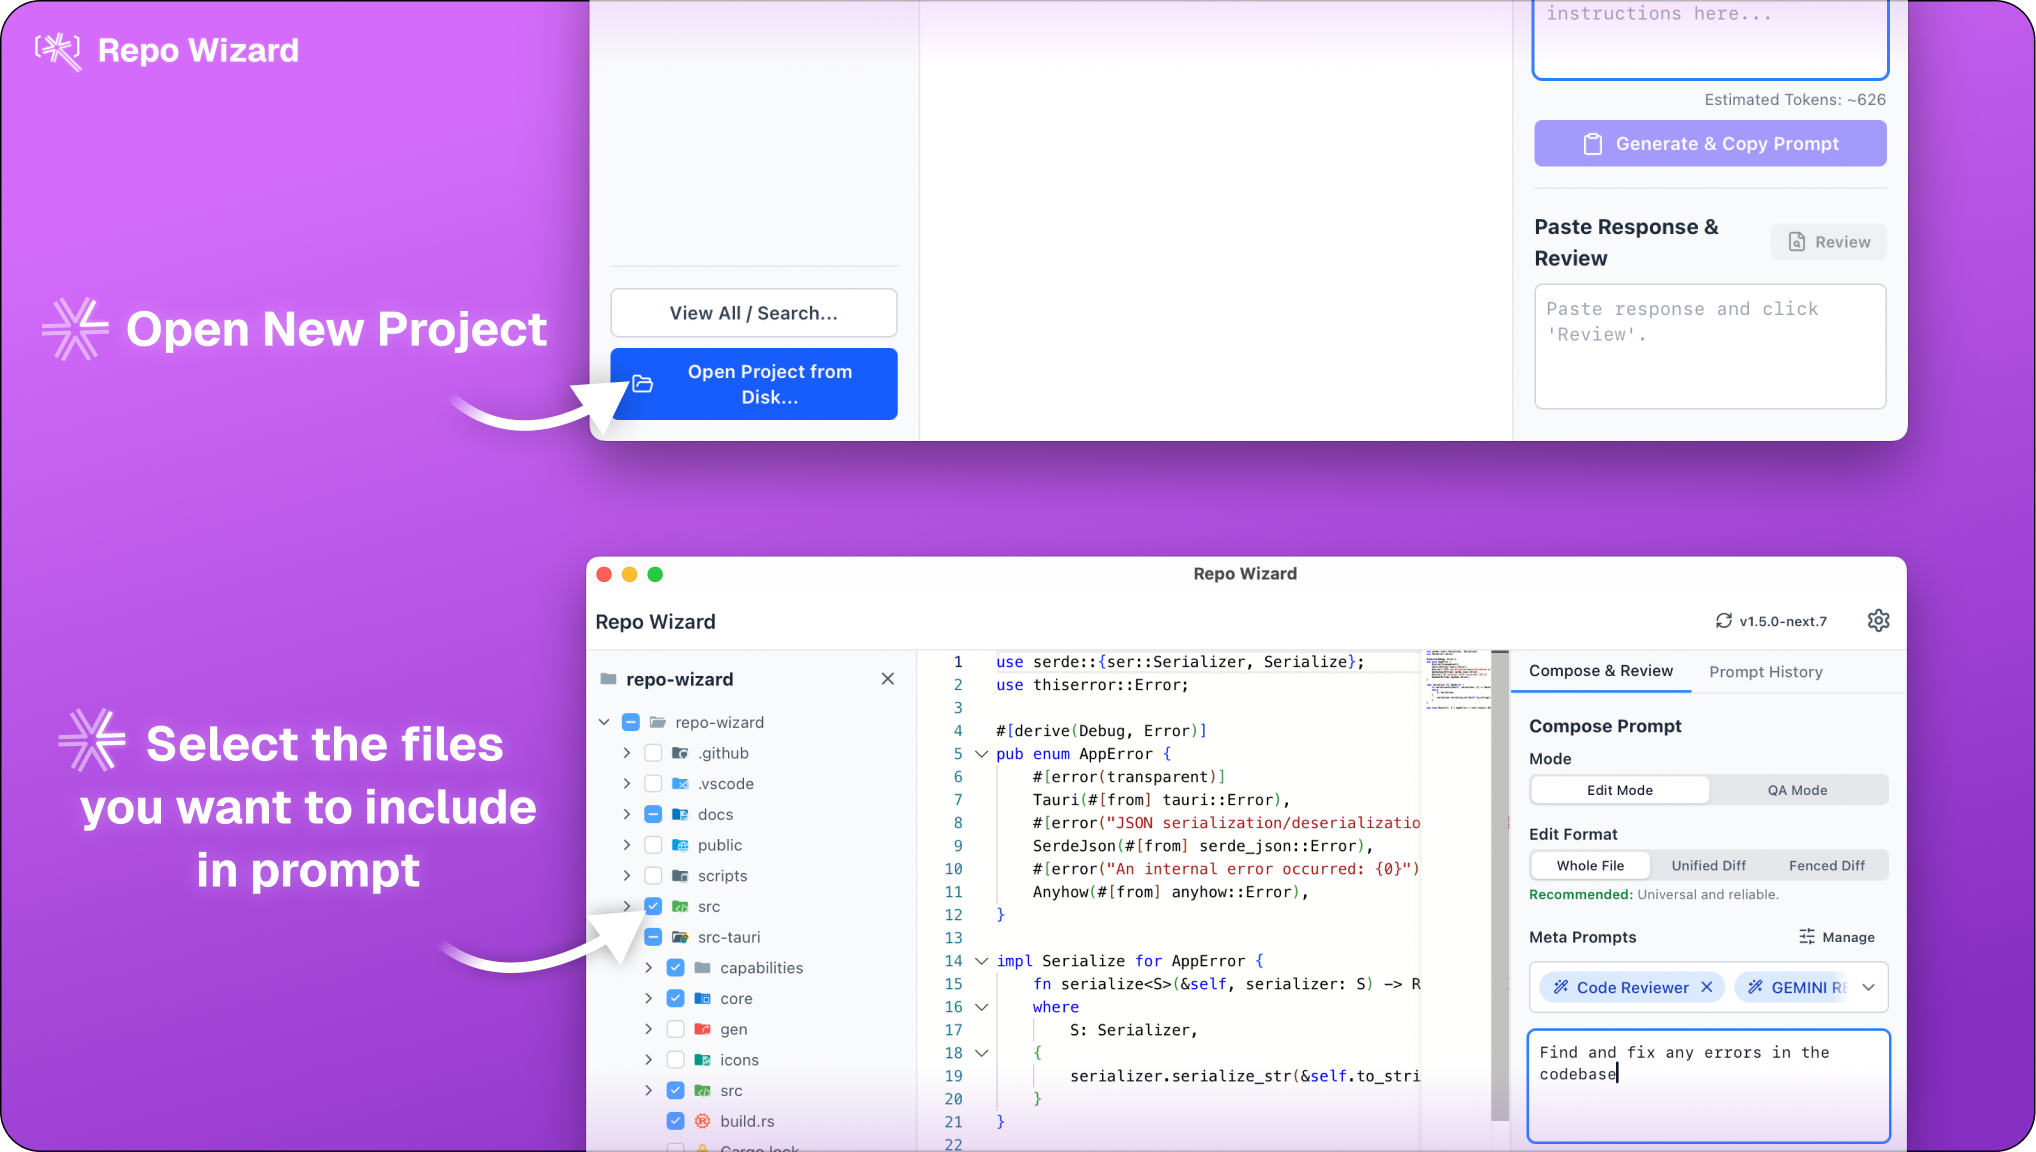 Repo Wizard
instructions here...
Estimated Tokens: ~626
Generate & Copy Prompt
Paste Response &
Review
Review
Paste response and click
'Review'.
Open New Project
View All / Search...
Open Project from
Disk...
Repo Wizard
Repo Wizard
v1.5.0-next.7
Select the files
you want to include
in prompt
repo-wizard
repo-wizard
.github
.vscode
docs
public
scripts
src
src-tauri
capabilities
core
gen
icons
src
build.rs
Cargo.lock
1 use serde::{ser::Serializer, Serialize};
2 use thiserror::Error;
3
4 #[derive(Debug, Error)]
5 pub enum AppError {
6 #[error(transparent)]
7 Tauri(#[from] tauri::Error),
8 #[error("JSON serialization/deserializatio
9 SerdeJson(#[from] serde_json::Error),
10 #[error("An internal error occurred: {0}")
11 Anyhow(#[from] anyhow::Error),
12 }
13
14 impl Serialize for AppError {
15 fn serialize<S>(&self, serializer: S) -> R
16 where
17 S: Serializer,
18 {
19 serializer.serialize_str(&self.to_stri
20 }
21 }
22
Compose & Review
Prompt History
Compose Prompt
Mode
Edit Mode
QA Mode
Edit Format
Whole File
Unified Diff
Fenced Diff
Recommended: Universal and reliable.
Meta Prompts
Manage
Code Reviewer
GEMINI RE
Find and fix any errors in the
codebase